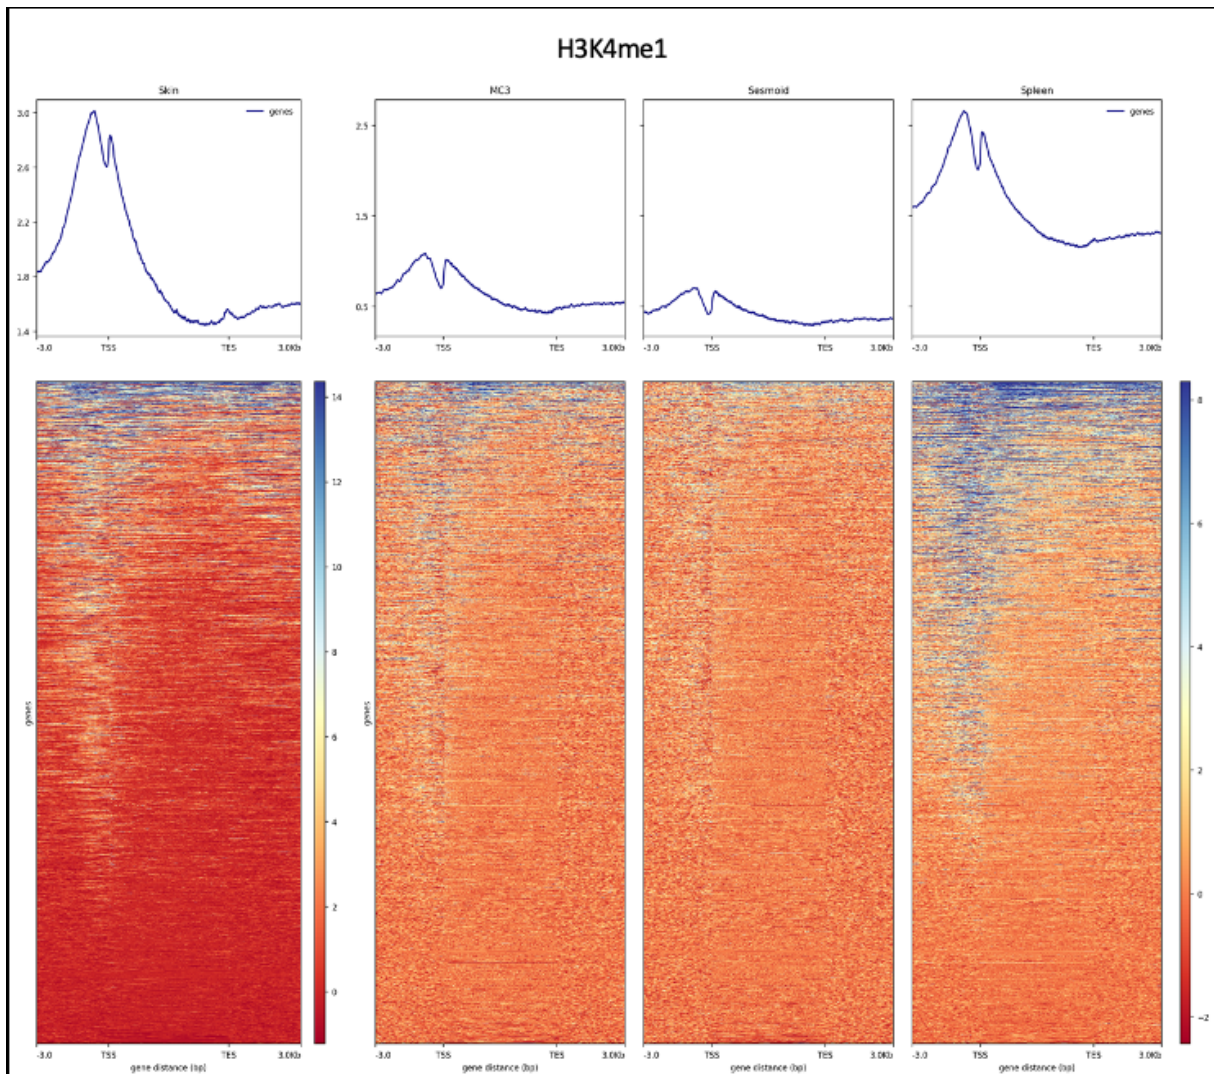 H3K4me1
Skin
MC3
Sesmoid
Spleen
genes
genes
3.0
2.6
2.2
1.8
1.4
2.5
1.5
0.5
-3.0 TSS TES 3.0Kb
-3.0 TSS TES 3.0Kb
-3.0 TSS TES 3.0Kb
-3.0 TSS TES 3.0Kb
genes
14
12
10
8
6
4
2
0
genes
8
6
4
2
0
−2
-3.0 TSS TES 3.0Kb
gene distance (bp)
-3.0 TSS TES 3.0Kb
gene distance (bp)
-3.0 TSS TES 3.0Kb
gene distance (bp)
-3.0 TSS TES 3.0Kb
gene distance (bp)